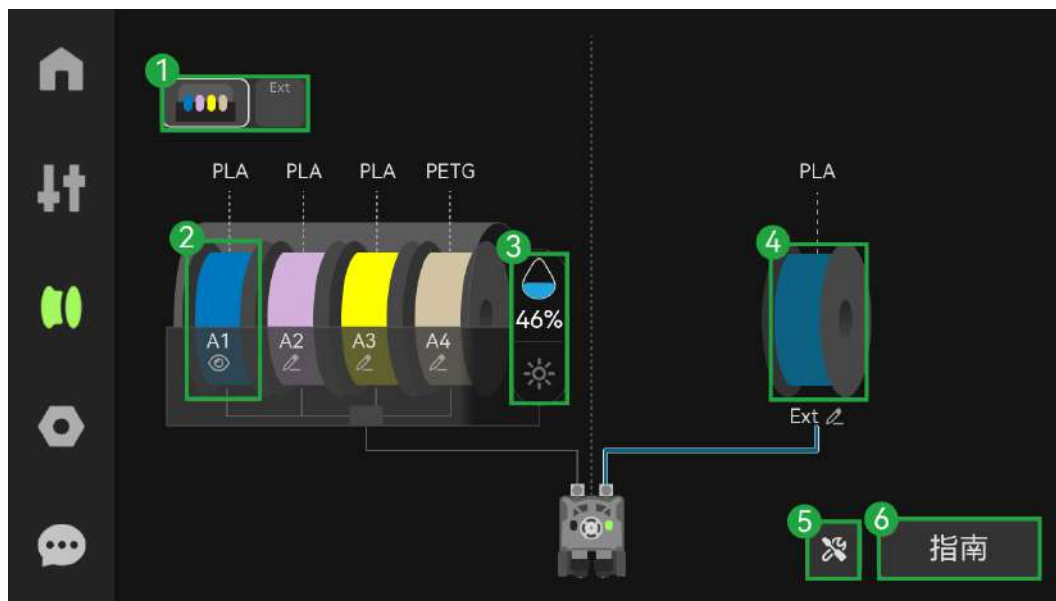 1
Ext
PLA PLA PLA PETG
PLA
2
3
4
46%
A1 A2 A3 A4
Ext
5
6
指南